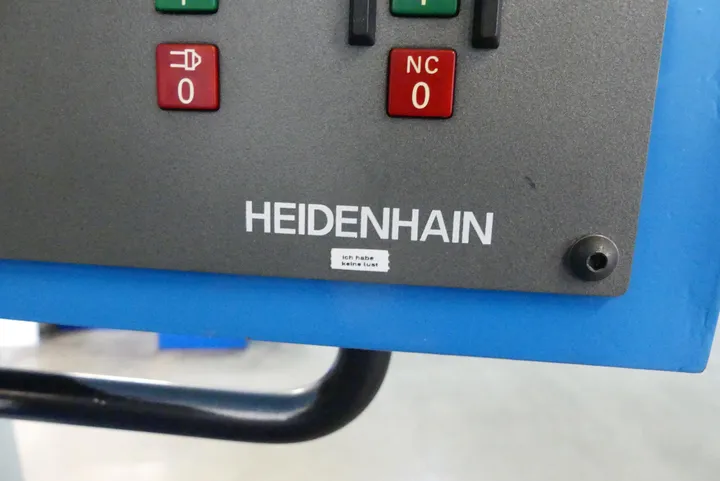 NC
0
0
HEIDENHAIN
ich habe
keine lust